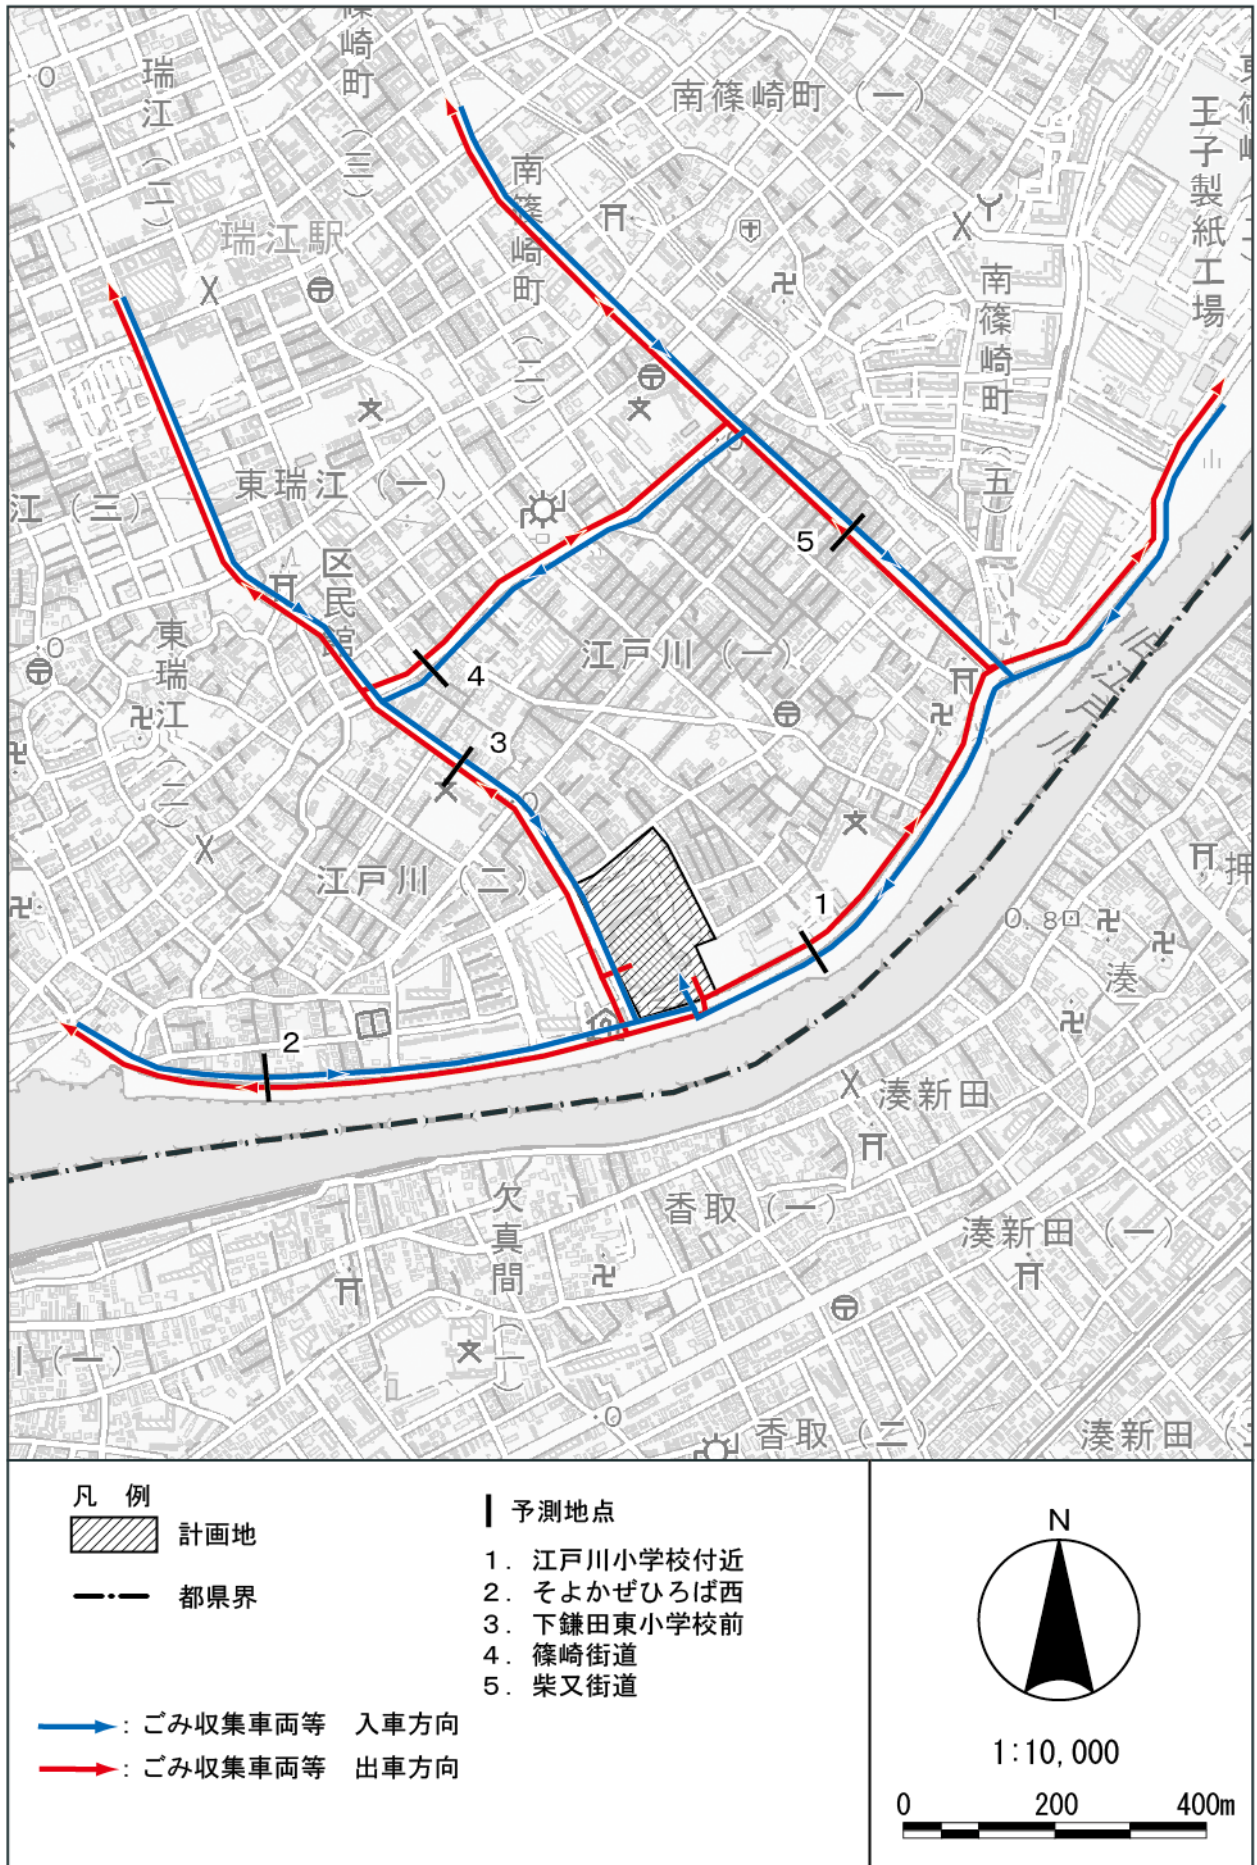 篠崎町(三)
瑞江(二)
南篠崎町(一)
王子製紙工場
瑞江駅
南篠崎町(二)
南篠崎町(五)
江(三)
東瑞江(一)
区民館
5
東瑞江(二)
江戸川(一)
4
3
江戸川(二)
1
押
0.8
湊
2
湊新田
欠真間(一)
香取(一)
湊新田(一)
(一)
香取(二)
湊新田
凡 例
計画地
都県界
予測地点
1. 江戸川小学校付近
2. そよかぜひろば西
3. 下鎌田東小学校前
4. 篠崎街道
5. 柴又街道
: ごみ収集車両等 入車方向
: ごみ収集車両等 出車方向
N
1:10,000
0 200 400m